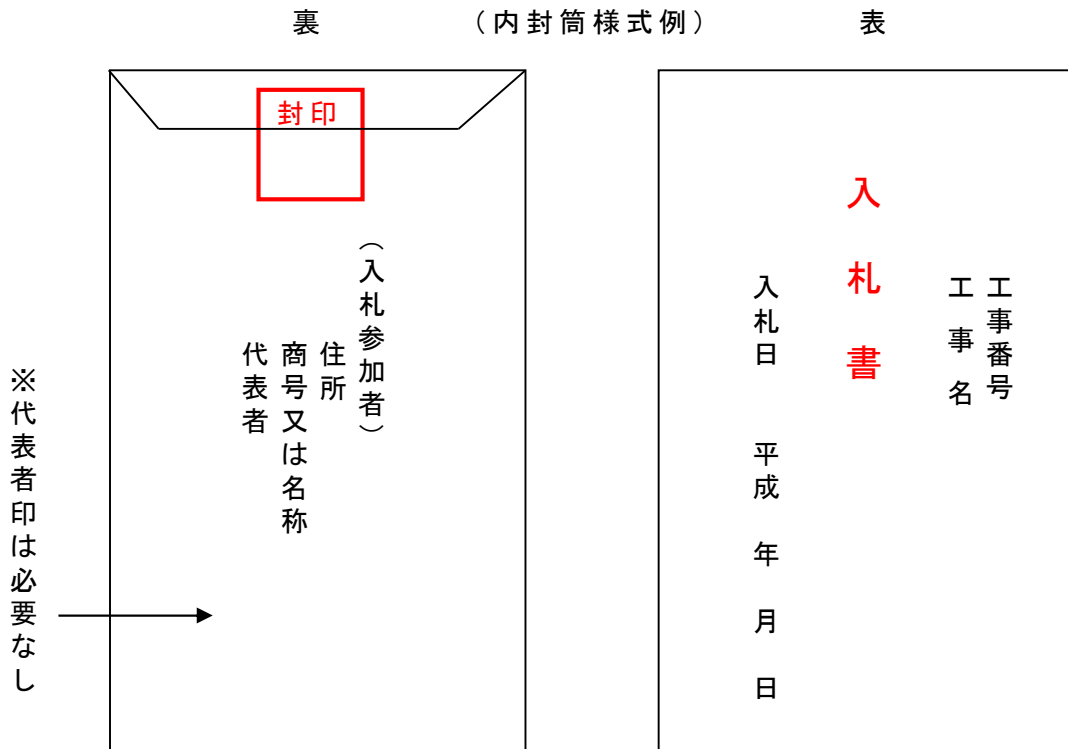 裏
(内封筒様式例)
表
封印
(入札参加者)
住所
商号又は名称
代表者
※代表者印は必要なし
工事番号
工事名
入札書
入札日 平成 年 月 日